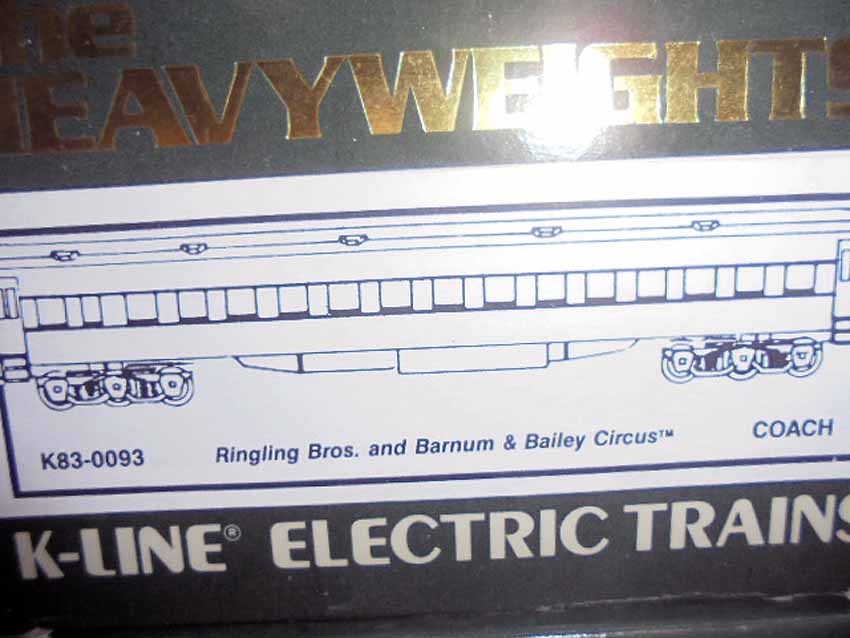 the
HEAVYWEIGHTS
K83-0093 Ringling Bros. and Barnum & Bailey Circus™ COACH
K-LINE® ELECTRIC TRAINS